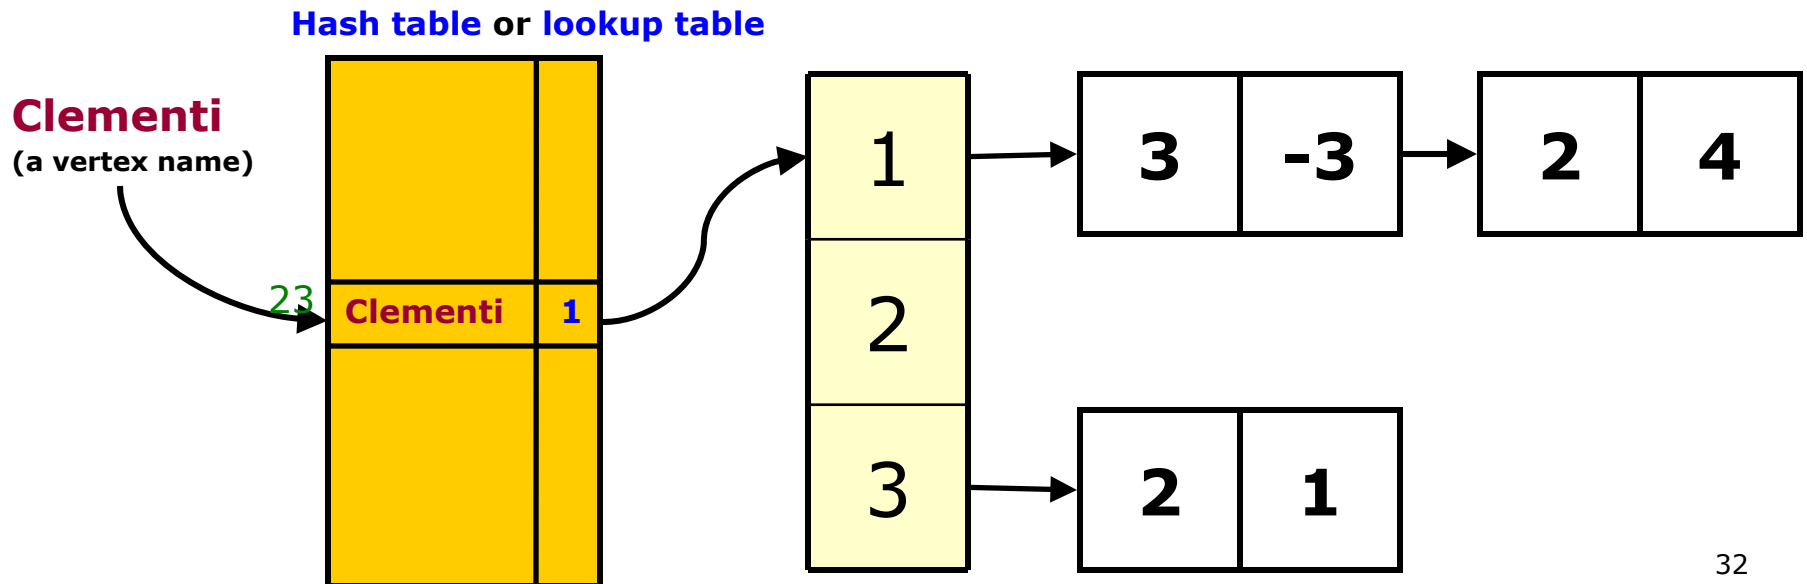 Hash table or lookup table
Clementi
(a vertex name)
23
Clementi 1
1
3 -3
2 4
2
3
2 1
32